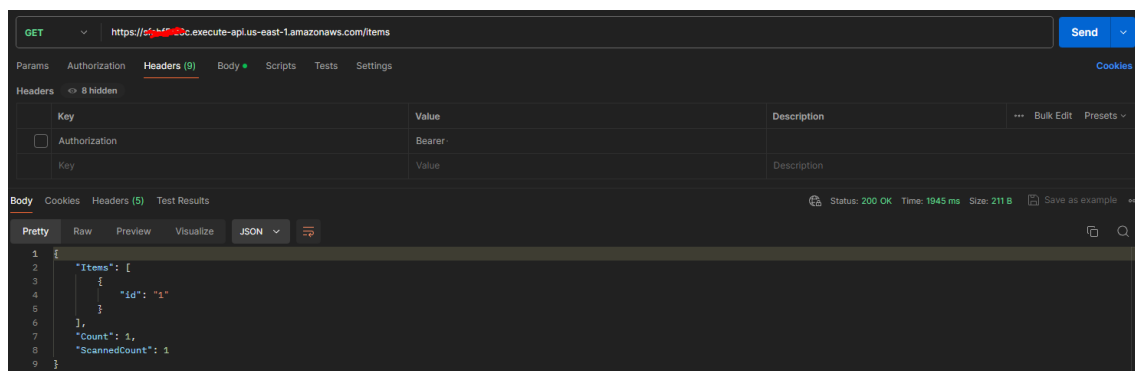 GET https:// .execute-api.us-east-1.amazonaws.com/items Send
Params Authorization Headers (9) Body Scripts Tests Settings Cookies
Headers 8 hidden
Key Value Description ... Bulk Edit Presets
Authorization Bearer
Key Value Description
Body Cookies Headers (5) Test Results Status: 200 OK Time: 1945 ms Size: 211 B Save as example
Pretty Raw Preview Visualize JSON
1 {
2 "Items": [
3 {
4 "id": "1"
5 }
6 ],
7 "Count": 1,
8 "ScannedCount": 1
9 }